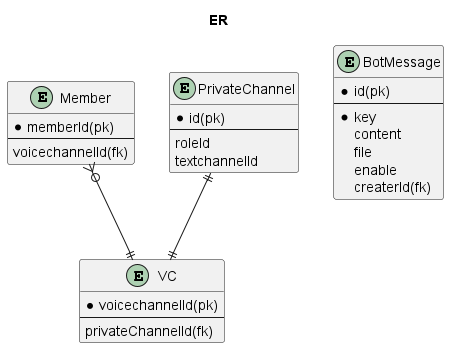 ER
E Member
memberId(pk)
voicechannelId(fk)
E PrivateChannel
id(pk)
roleId
textchannelId
E BotMessage
id(pk)
key
content
file
enable
createrId(fk)
E VC
voicechannelId(pk)
privateChannelId(fk)